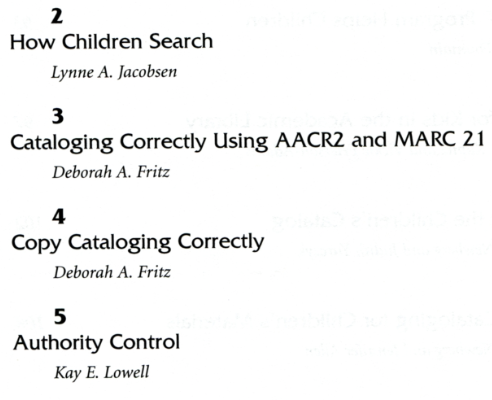 2
How Children Search
Lynne A. Jacobsen
3
Cataloging Correctly Using AACR2 and MARC 21
Deborah A. Fritz
4
Copy Cataloging Correctly
Deborah A. Fritz
5
Authority Control
Kay E. Lowell